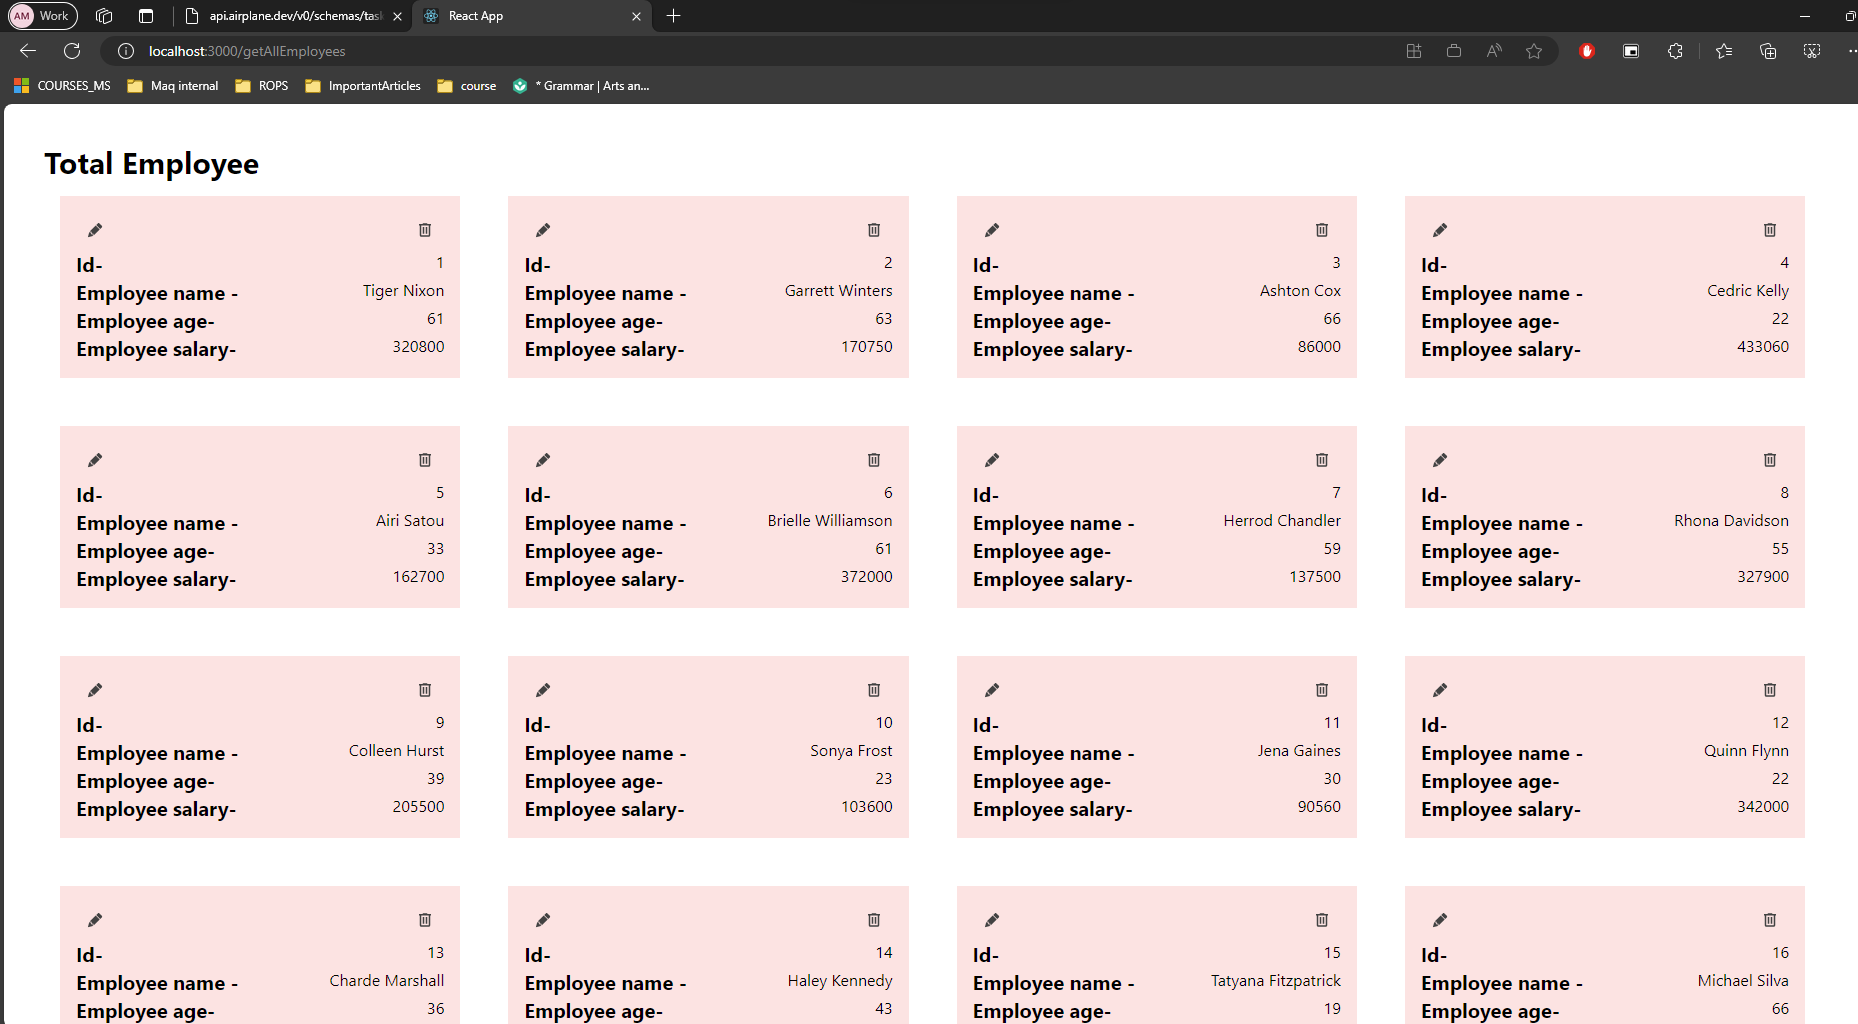 AM Work
api.airplane.dev/v0/schemas/task
React App
localhost:3000/getAllEmployees
COURSES_MS Maq internal ROPS ImportantArticles course * Grammar | Arts an...
Total Employee
Id- 1
Employee name - Tiger Nixon
Employee age- 61
Employee salary- 320800
Id- 2
Employee name - Garrett Winters
Employee age- 63
Employee salary- 170750
Id- 3
Employee name - Ashton Cox
Employee age- 66
Employee salary- 86000
Id- 4
Employee name - Cedric Kelly
Employee age- 22
Employee salary- 433060
Id- 5
Employee name - Airi Satou
Employee age- 33
Employee salary- 162700
Id- 6
Employee name - Brielle Williamson
Employee age- 61
Employee salary- 372000
Id- 7
Employee name - Herrod Chandler
Employee age- 59
Employee salary- 137500
Id- 8
Employee name - Rhona Davidson
Employee age- 55
Employee salary- 327900
Id- 9
Employee name - Colleen Hurst
Employee age- 39
Employee salary- 205500
Id- 10
Employee name - Sonya Frost
Employee age- 23
Employee salary- 103600
Id- 11
Employee name - Jena Gaines
Employee age- 30
Employee salary- 90560
Id- 12
Employee name - Quinn Flynn
Employee age- 22
Employee salary- 342000
Id- 13
Employee name - Charde Marshall
Employee age- 36
Id- 14
Employee name - Haley Kennedy
Employee age- 43
Id- 15
Employee name - Tatyana Fitzpatrick
Employee age- 19
Id- 16
Employee name - Michael Silva
Employee age- 66